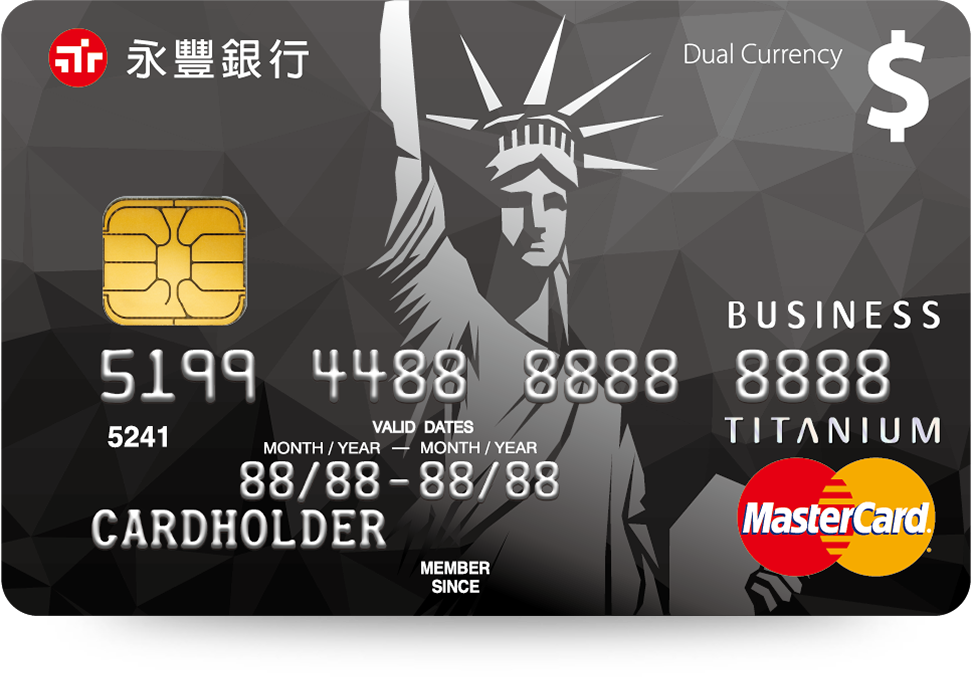 永豐銀行
Dual Currency
$
BUSINESS
5199 4488 8888 8888
5241
VALID DATES
MONTH / YEAR — MONTH / YEAR
88/88-88/88
TITANIUM
CARDHOLDER
MasterCard.
MEMBER
SINCE